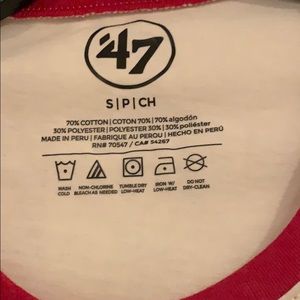 '47
S | P | CH
70% COTTON | COTON 70% | 70% algodón
30% POLYESTER | POLYESTER 30% | 30% poliéster
MADE IN PERU | FABRIQUE AU PEROU | HECHO EN PERÚ
RN# 70547 / CA# 54267
WASH COLD
NON-CHLORINE BLEACH AS NEEDED
TUMBLE DRY LOW-HEAT
IRON W/ LOW-HEAT
DO NOT DRY-CLEAN